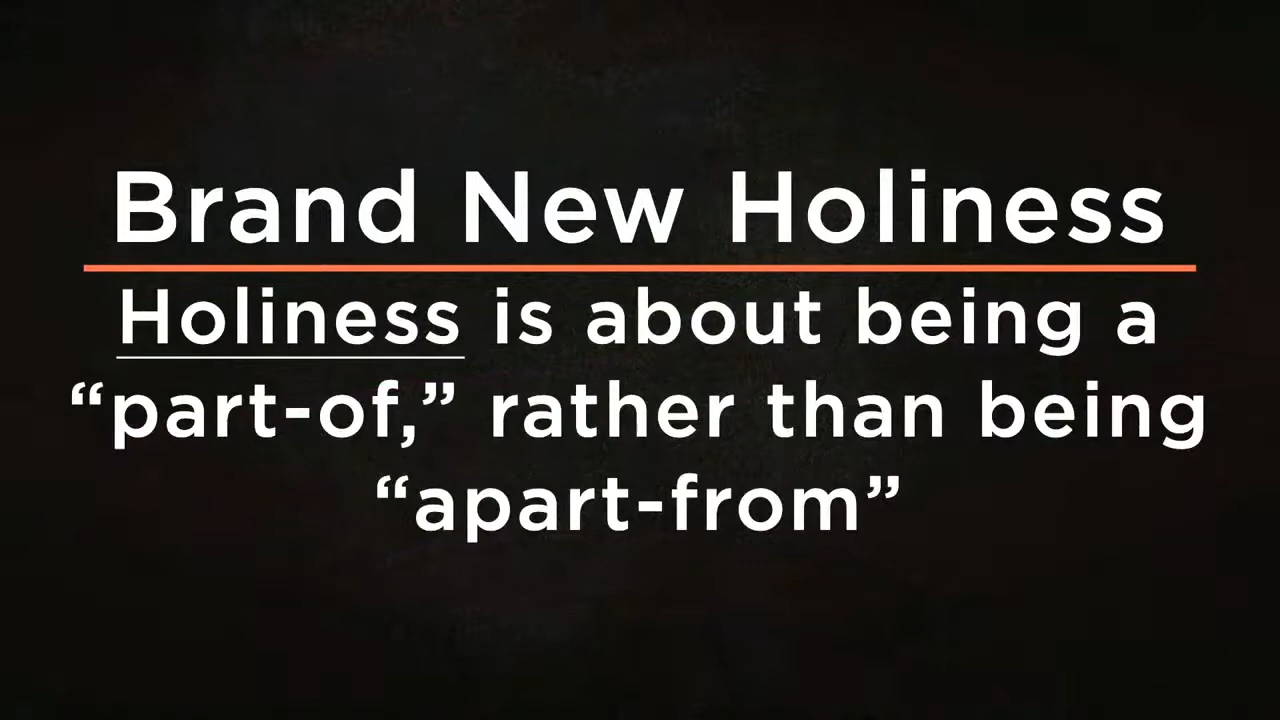 Brand New Holiness
Holiness is about being a
“part-of,” rather than being
“apart-from”